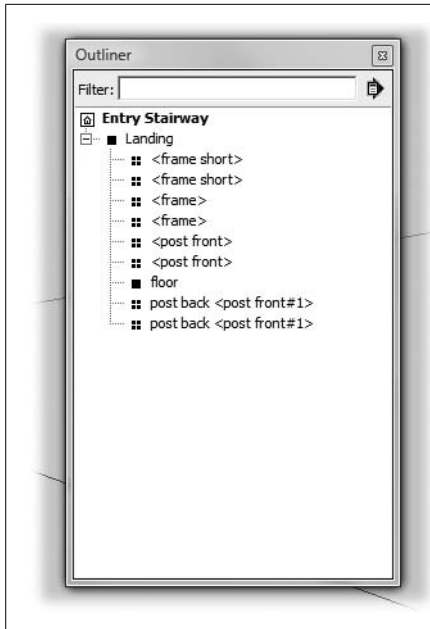 Outliner
Filter:
Entry Stairway
Landing
<frame short>
<frame short>
<frame>
<frame>
<post front>
<post front>
floor
post back <post front#1>
post back <post front#1>